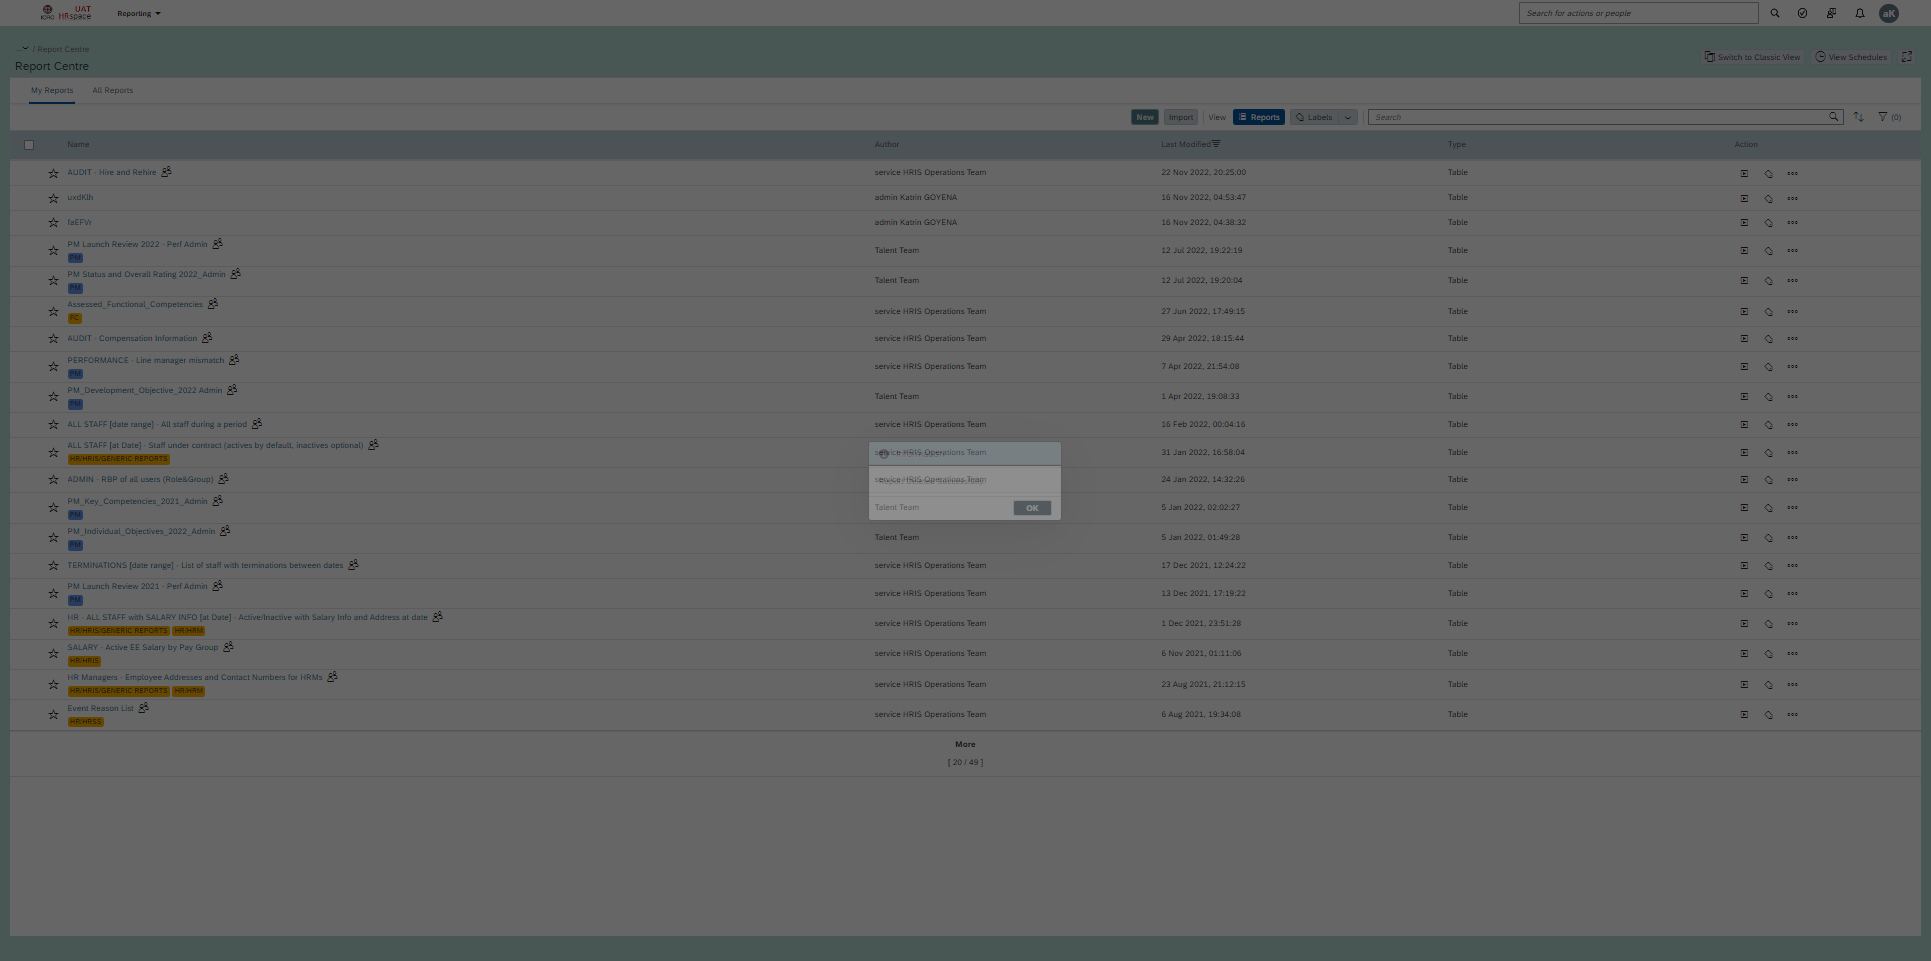 UAT
ICRC HRspace
Reporting
Search for actions or people
aK
... / Report Centre
Report Centre
Switch to Classic View
View Schedules
My Reports
All Reports
New
Import
View
Reports
Labels
Search
(0)
Name Author Last Modified Type Action
AUDIT - Hire and Rehire service HRIS Operations Team 22 Nov 2022, 20:25:00 Table
uxdKlh admin Katrin GOYENA 16 Nov 2022, 04:53:47 Table
faEFVr admin Katrin GOYENA 16 Nov 2022, 04:38:32 Table
PM Launch Review 2022 - Perf Admin Talent Team 12 Jul 2022, 19:22:19 Table
PM
PM Status and Overall Rating 2022_Admin Talent Team 12 Jul 2022, 19:20:04 Table
PM
Assessed_Functional_Competencies service HRIS Operations Team 27 Jun 2022, 17:49:15 Table
FC
AUDIT - Compensation Information service HRIS Operations Team 29 Apr 2022, 18:15:44 Table
PERFORMANCE - Line manager mismatch service HRIS Operations Team 7 Apr 2022, 21:54:08 Table
PM
PM_Development_Objective_2022 Admin Talent Team 1 Apr 2022, 19:08:33 Table
PM
ALL STAFF [date range] - All staff during a period service HRIS Operations Team 16 Feb 2022, 00:04:16 Table
ALL STAFF [at Date] - Staff under contract (actives by default, inactives optional) service HRIS Operations Team 31 Jan 2022, 16:58:04 Table
HR/HRIS/GENERIC REPORTS
ADMIN - RBP of all users (Role&Group) service HRIS Operations Team 24 Jan 2022, 14:32:26 Table
PM_Key_Competencies_2021_Admin Talent Team 5 Jan 2022, 02:02:27 Table
PM
OK
PM_Individual_Objectives_2022_Admin Talent Team 5 Jan 2022, 01:49:28 Table
PM
TERMINATIONS [date range] - List of staff with terminations between dates service HRIS Operations Team 17 Dec 2021, 12:24:22 Table
PM Launch Review 2021 - Perf Admin service HRIS Operations Team 13 Dec 2021, 17:19:22 Table
PM
HR - ALL STAFF with SALARY INFO [at Date] - Active/Inactive with Salary Info and Address at date service HRIS Operations Team 1 Dec 2021, 23:51:28 Table
HR/HRIS/GENERIC REPORTS HR/HRM
SALARY - Active EE Salary by Pay Group service HRIS Operations Team 6 Nov 2021, 01:11:06 Table
HR/HRIS
HR Managers - Employee Addresses and Contact Numbers for HRMs service HRIS Operations Team 23 Aug 2021, 21:12:15 Table
HR/HRIS/GENERIC REPORTS HR/HRM
Event Reason List service HRIS Operations Team 6 Aug 2021, 19:34:08 Table
HR/HRSS
More
[ 20 / 49 ]